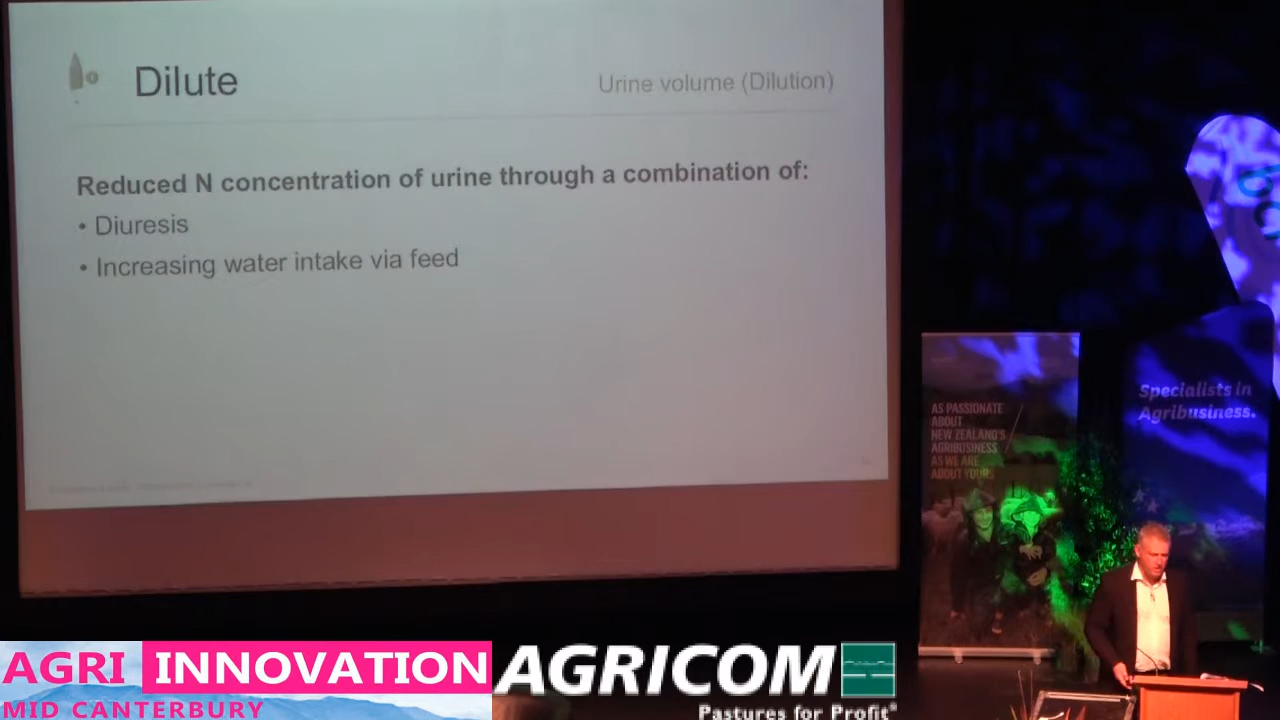 Dilute
Urine volume (Dilution)
Reduced N concentration of urine through a combination of:
• Diuresis
• Increasing water intake via feed
AS PASSIONATE
ABOUT
NEW ZEALAND'S
AGRIBUSINESS
AS WE ARE
ABOUT YOURS
Specialists in
Agribusiness.
AGRI INNOVATION
MID CANTERBURY
AGRICOM
Pastures for Profit®